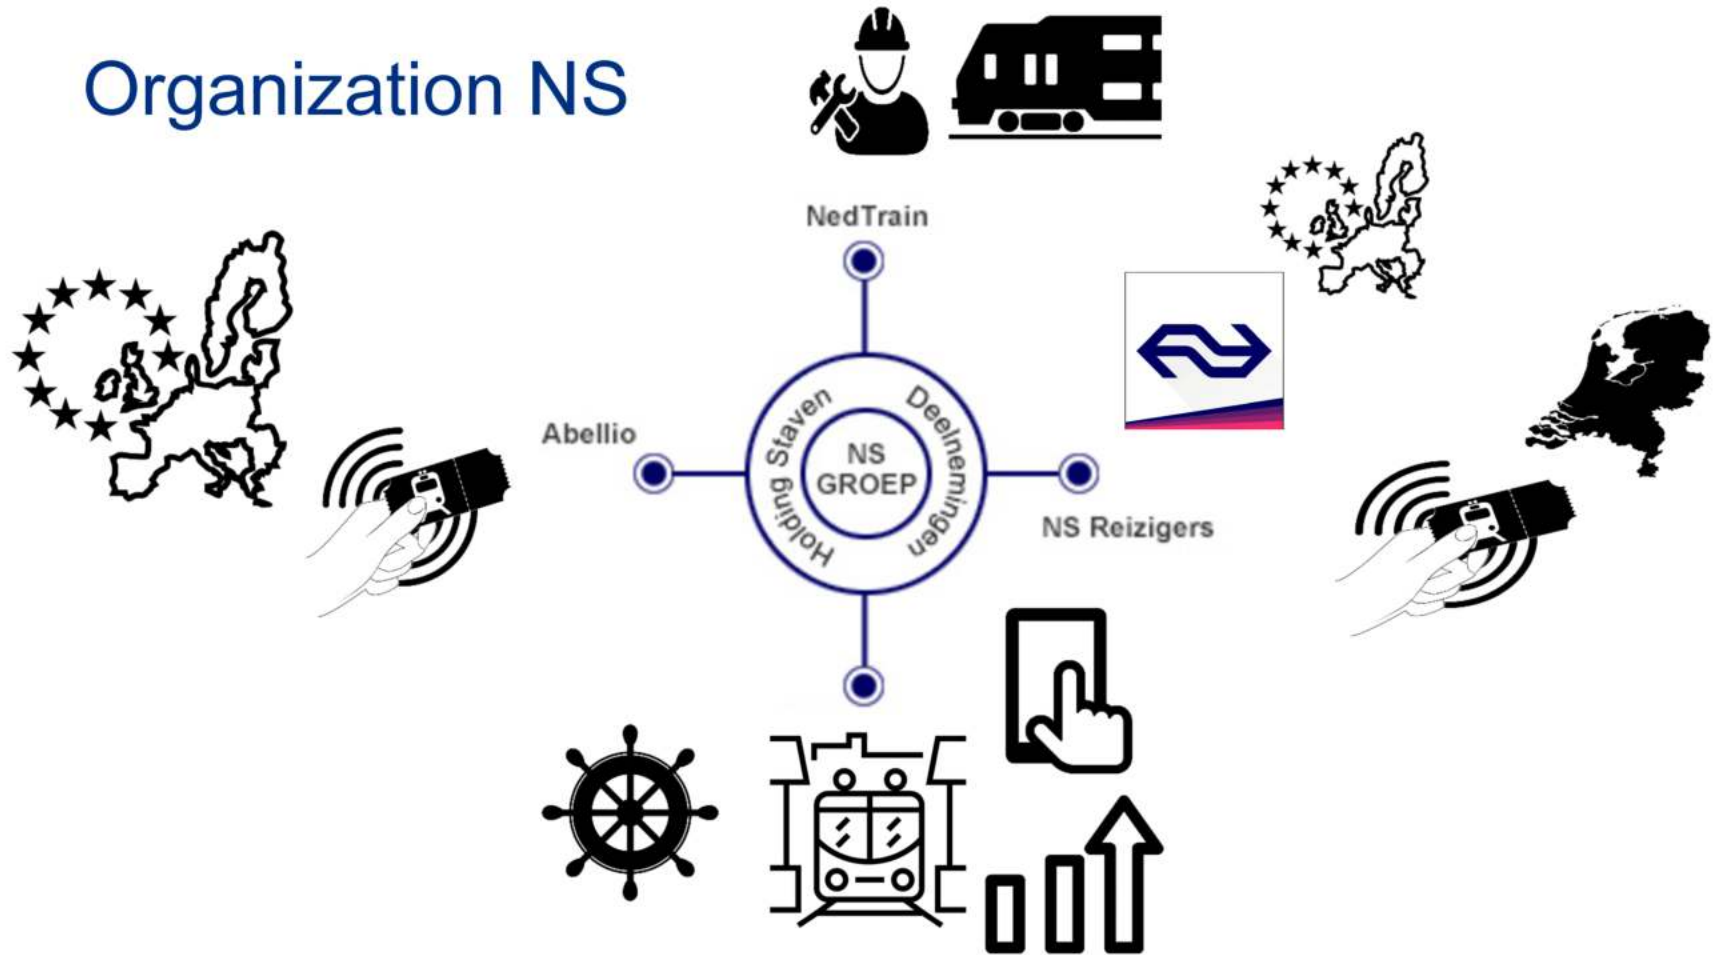 Organization NS
NedTrain
Abellio
Holding Staven
Deelnemingen
NS
GROEP
NS Reizigers